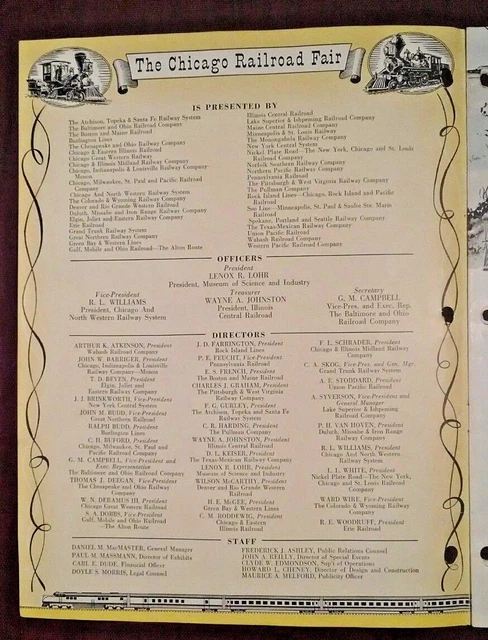 The Chicago Railroad Fair
IS PRESENTED BY
The Atchison, Topeka & Santa Fe Railway System
The Baltimore and Ohio Railroad Company
The Boston and Maine Railroad
Burlington Lines
The Chesapeake and Ohio Railway Company
Chicago & Eastern Illinois Railroad
Chicago Great Western Railway
Chicago & Illinois Midland Railway Company
Chicago, Indianapolis & Louisville Railway Company
Monon
Chicago, Milwaukee, St. Paul and Pacific Railroad
Company
Chicago And North Western Railway System
The Colorado & Wyoming Railway Company
Denver and Rio Grande Western Railroad
Duluth, Missabe and Iron Range Railway Company
Elgin, Joliet and Eastern Railway Company
Erie Railroad
Grand Trunk Railway System
Great Northern Railway Company
Green Bay & Western Lines
Gulf, Mobile and Ohio Railroad—The Alton Route
Illinois Central Railroad
Lake Superior & Ishpeming Railroad Company
Maine Central Railroad Company
Minneapolis & St. Louis Railway
The Monongahela Railway Company
New York Central System
Nickel Plate Road—The New York, Chicago and St. Louis
Railroad Company
Norfolk Southern Railway Company
Northern Pacific Railway Company
Pennsylvania Railroad
The Pittsburgh & West Virginia Railway Company
The Pullman Company
Rock Island Lines—Chicago, Rock Island and Pacific
Railroad
Soo Line—Minneapolis, St. Paul & Sault Ste. Marie
Railroad
Spokane, Portland and Seattle Railway Company
The Texas-Mexican Railway Company
Union Pacific Railroad
Wabash Railroad Company
Western Pacific Railroad Company
OFFICERS
President
LENOX R. LOHR
President, Museum of Science and Industry
Vice-President
R. L. WILLIAMS
President, Chicago And
North Western Railway System
Treasurer
WAYNE A. JOHNSTON
President, Illinois
Central Railroad
Secretary
G. M. CAMPBELL
Vice-Pres. and Exec. Rep.
The Baltimore and Ohio
Railroad Company
DIRECTORS
ARTHUR K. ATKINSON, President
Wabash Railroad Company
JOHN W. BARRIGER, President
Chicago, Indianapolis & Louisville
Railway Company—Monon
T. D. BEVEN, President
Elgin, Joliet and
Eastern Railway Company
J. J. BRINKWORTH, Vice-President
New York Central System
JOHN M. BUDD, Vice-President
Great Northern Railroad
RALPH BUDD, President
Burlington Lines
C. H. BUFORD, President
Chicago, Milwaukee, St. Paul and
Pacific Railroad Company
G. M. CAMPBELL, Vice-President and
Exec. Representative
The Baltimore and Ohio Railroad Company
THOMAS J. DEEGAN, Vice-President
The Chesapeake and Ohio Railway
Company
W. N. DERAMUS III, President
Chicago Great Western Railroad
S. A. DOBBS, Vice-President
Gulf, Mobile and Ohio Railroad
—The Alton Route
J. D. FARRINGTON, President
Rock Island Lines
P. E. FEUCHT, Vice-President
Pennsylvania Railroad
E. S. FRENCH, President
The Boston and Maine Railroad
CHARLES J. GRAHAM, President
The Pittsburgh & West Virginia
Railway Company
F. G. GURLEY, President
The Atchison, Topeka and Santa Fe
Railway System
C. R. HARDING, President
The Pullman Company
WAYNE A. JOHNSTON, President
Illinois Central Railroad
D. L. KEISER, President
The Texas-Mexican Railway Company
LENOX R. LOHR, President
Museum of Science and Industry
WILSON McCARTHY, President
Denver and Rio Grande Western
Railroad
H. E. McGEE, President
Green Bay & Western Lines
C. M. RODDEWIG, President
Chicago & Eastern
Illinois Railroad
F. L. SCHRADER, President
Chicago & Illinois Midland Railway
Company
C. A. SKOG, Vice-Pres. and Gen. Mgr.
Grand Trunk Railway System
A. E. STODDARD, President
Union Pacific Railroad
A. SYVERSON, Vice-President and
General Manager
Lake Superior & Ishpeming
Railroad Company
P. H. VAN HOVEN, President
Duluth, Missabe & Iron Range
Railway Company
R. L. WILLIAMS, President
Chicago And North Western
Railway System
L. L. WHITE, President
Nickel Plate Road—The New York,
Chicago and St. Louis Railroad
Company
WARD WIRE, Vice-President
The Colorado & Wyoming Railway
Company
R. E. WOODRUFF, President
Erie Railroad
STAFF
DANIEL M. MacMASTER, General Manager
PAUL M. MASSMANN, Director of Exhibits
CARL E. DUDE, Financial Officer
DOYLE S. MORRIS, Legal Counsel
FREDERICK J. ASHLEY, Public Relations Counsel
JOHN A. REILLY, Director of Special Events
CLYDE W. EDMONDSON, Sup't of Operations
HOWARD L. CHENEY, Director of Design and Construction
MAURICE A. MELFORD, Publicity Officer